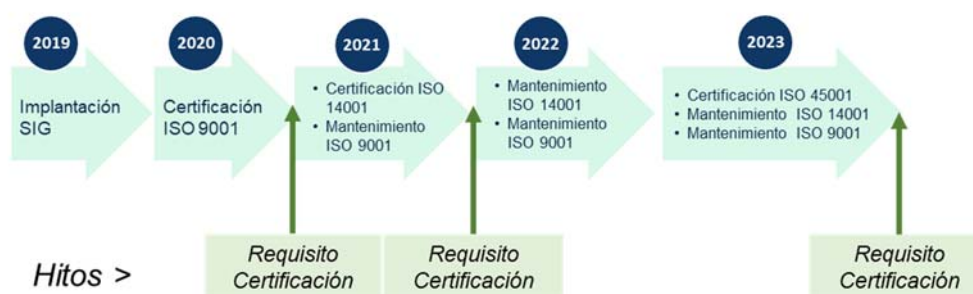 2019
Implantación
SIG
2020
Certificación
ISO 9001
2021
• Certificación ISO
14001
• Mantenimiento
ISO 9001
2022
• Mantenimiento
ISO 14001
• Mantenimiento
ISO 9001
2023
• Certificación ISO 45001
• Mantenimiento ISO 14001
• Mantenimiento ISO 9001
Hitos >
Requisito
Certificación
Requisito
Certificación
Requisito
Certificación